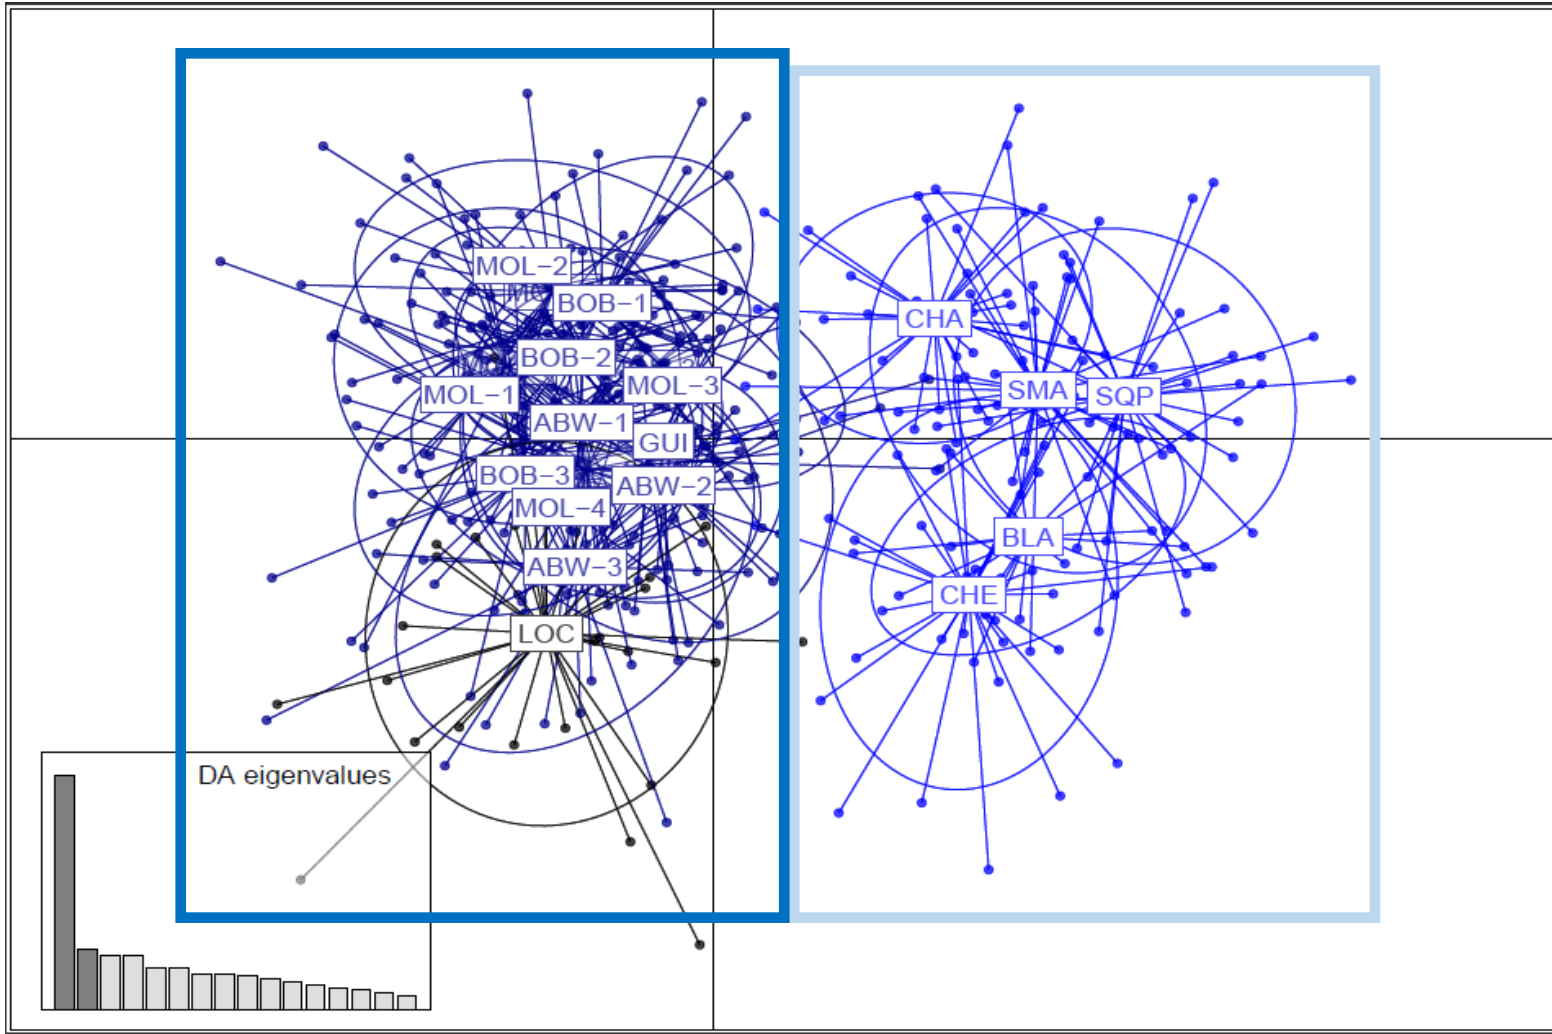 MOL-2
BOB-1
CHA
BOB-2
MOL-3
MOL-1
SMA
SQP
ABW-1
GUI
BOB-3
ABW-2
MOL-4
BLA
ABW-3
CHE
LOC
DA eigenvalues